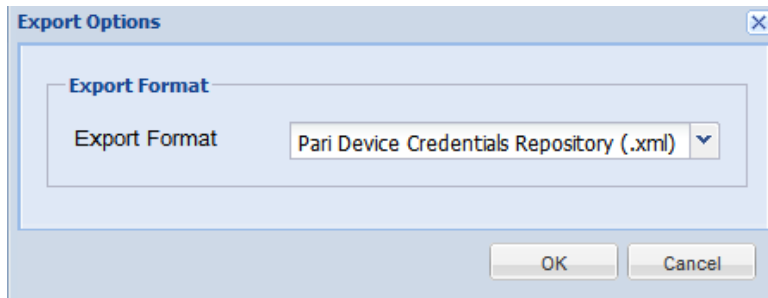 Export Options
Export Format
Export Format Pari Device Credentials Repository (.xml)
OK Cancel